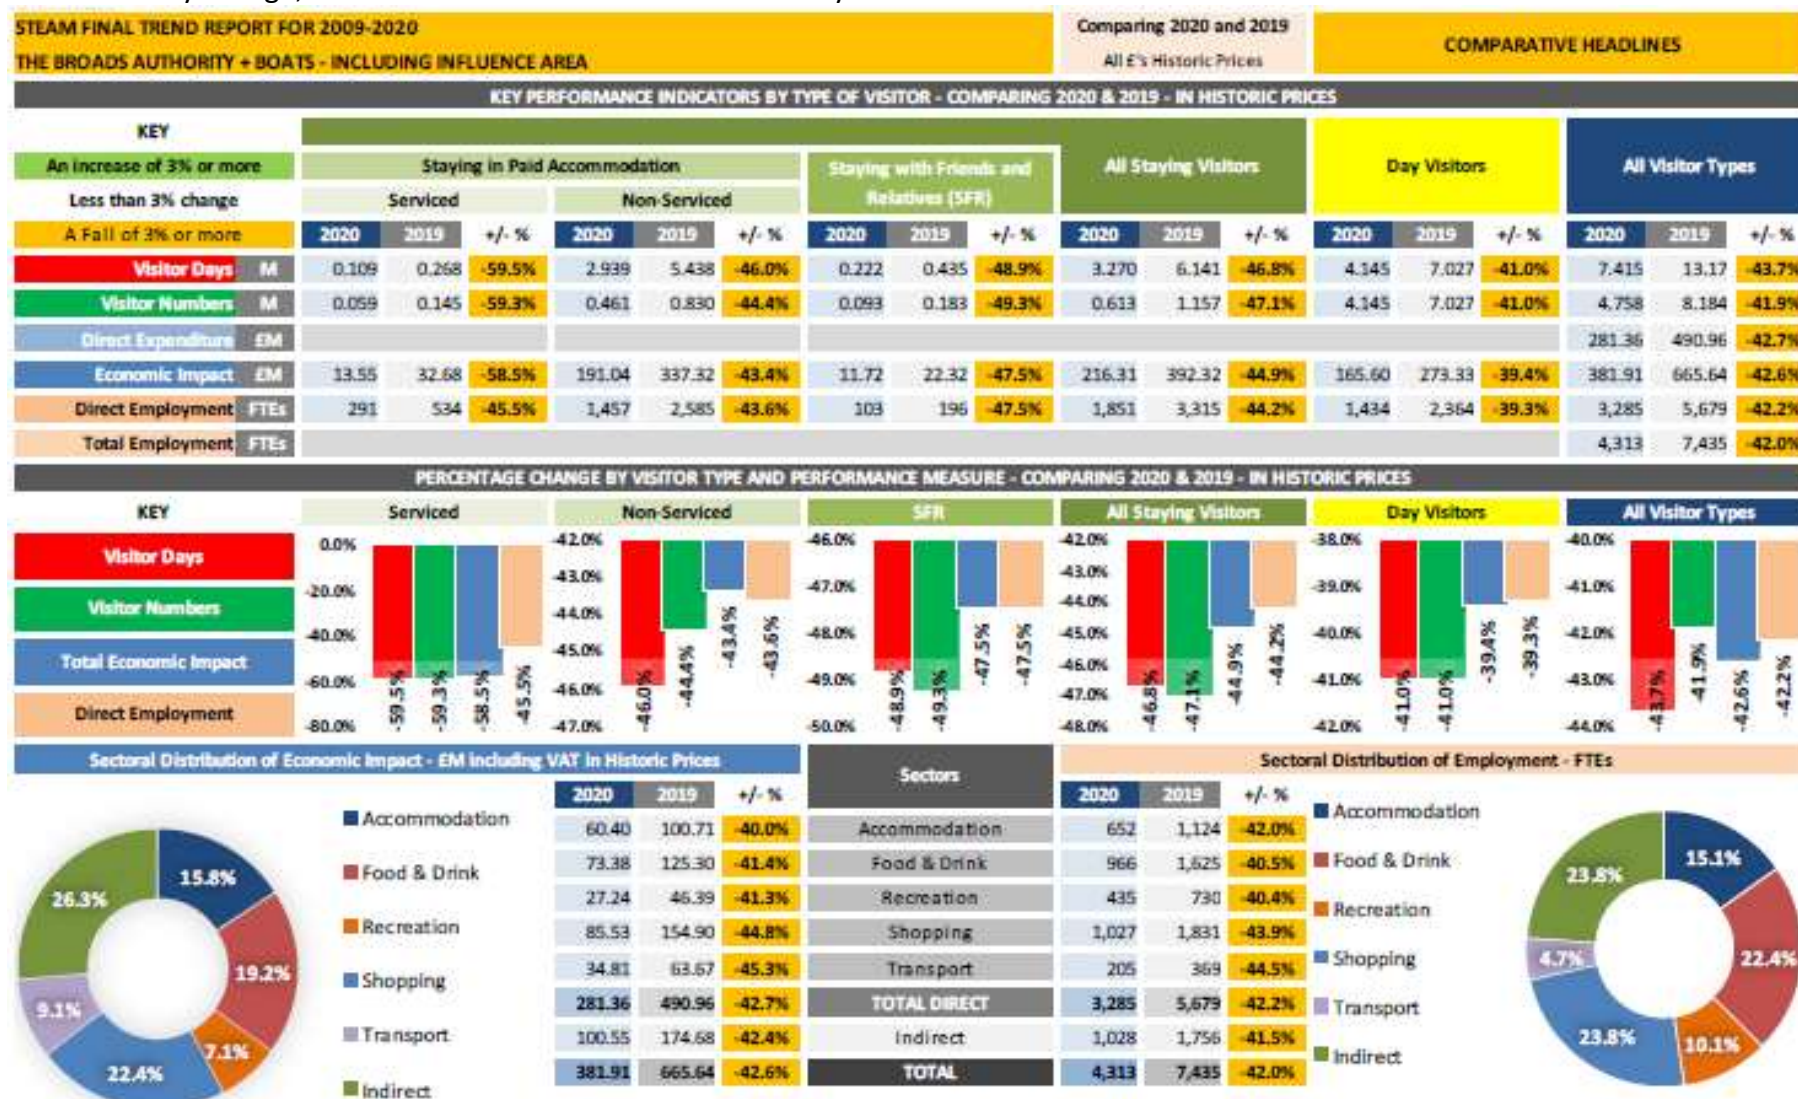 STEAM FINAL TREND REPORT FOR 2009-2020
THE BROADS AUTHORITY + BOATS - INCLUDING INFLUENCE AREA
Comparing 2020 and 2019
All £'s Historic Prices
COMPARATIVE HEADLINES
KEY PERFORMANCE INDICATORS BY TYPE OF VISITOR - COMPARING 2020 & 2019 - IN HISTORIC PRICES
KEY
An increase of 3% or more
Less than 3% change
A Fall of 3% or more
Staying in Paid Accommodation
Serviced Non-Serviced
Staying with Friends and
Relatives (SFR)
All Staying Visitors
Day Visitors
All Visitor Types
2020 2019 +/- % 2020 2019 +/- % 2020 2019 +/- % 2020 2019 +/- % 2020 2019 +/- % 2020 2019 +/- %
Visitor Days M 0.109 0.268 -59.5% 2.939 5.438 -46.0% 0.222 0.435 -48.9% 3.270 6.141 -46.8% 4.145 7.027 -41.0% 7.415 13.17 -43.7%
Visitor Numbers M 0.059 0.145 -59.3% 0.461 0.830 -44.4% 0.093 0.183 -49.3% 0.613 1.157 -47.1% 4.145 7.027 -41.0% 4.758 8.184 -41.9%
Direct Expenditure £M 281.36 490.96 -42.7%
Economic Impact £M 13.55 32.68 -58.5% 191.04 337.32 -43.4% 11.72 22.32 -47.5% 216.31 392.32 -44.9% 165.60 273.33 -39.4% 381.91 665.64 -42.6%
Direct Employment FTEs 291 534 -45.5% 1,457 2,585 -43.6% 103 196 -47.5% 1,851 3,315 -44.2% 1,434 2,364 -39.3% 3,285 5,679 -42.2%
Total Employment FTEs 4,313 7,435 -42.0%
PERCENTAGE CHANGE BY VISITOR TYPE AND PERFORMANCE MEASURE - COMPARING 2020 & 2019 - IN HISTORIC PRICES
KEY Serviced Non-Serviced SFR All Staying Visitors Day Visitors All Visitor Types
Visitor Days
Visitor Numbers
Total Economic Impact
Direct Employment
0.0%
-20.0%
-40.0%
-60.0%
-80.0%
-59.5%
-59.3%
-58.5%
-45.5%
-42.0%
-43.0%
-44.0%
-45.0%
-46.0%
-47.0%
-46.0%
-44.4%
-43.4%
-43.6%
-46.0%
-47.0%
-48.0%
-49.0%
-50.0%
-48.9%
-49.3%
-47.5%
-47.5%
-42.0%
-43.0%
-44.0%
-45.0%
-46.0%
-47.0%
-48.0%
-46.8%
-47.1%
-44.9%
-44.2%
-38.0%
-39.0%
-40.0%
-41.0%
-42.0%
-41.0%
-41.0%
-39.4%
-39.3%
-40.0%
-41.0%
-42.0%
-43.0%
-44.0%
-43.7%
-41.9%
-42.6%
-42.2%
Sectoral Distribution of Economic Impact - £M including VAT in Historic Prices
Sectors
Sectoral Distribution of Employment - FTEs
2020 2019 +/- % 2020 2019 +/- %
60.40 100.71 -40.0% Accommodation 652 1,124 -42.0%
73.38 125.30 -41.4% Food & Drink 966 1,625 -40.5%
27.24 46.39 -41.3% Recreation 435 730 -40.4%
85.53 154.90 -44.8% Shopping 1,027 1,831 -43.9%
34.81 63.67 -45.3% Transport 205 369 -44.5%
281.36 490.96 -42.7% TOTAL DIRECT 3,285 5,679 -42.2%
100.55 174.68 -42.4% Indirect 1,028 1,756 -41.5%
381.91 665.64 -42.6% TOTAL 4,313 7,435 -42.0%
15.8%
19.2%
7.1%
22.4%
9.1%
26.3%
Accommodation
Food & Drink
Recreation
Shopping
Transport
Indirect
Accommodation
Food & Drink
Recreation
Shopping
Transport
Indirect
15.1%
22.4%
10.1%
23.8%
4.7%
23.8%